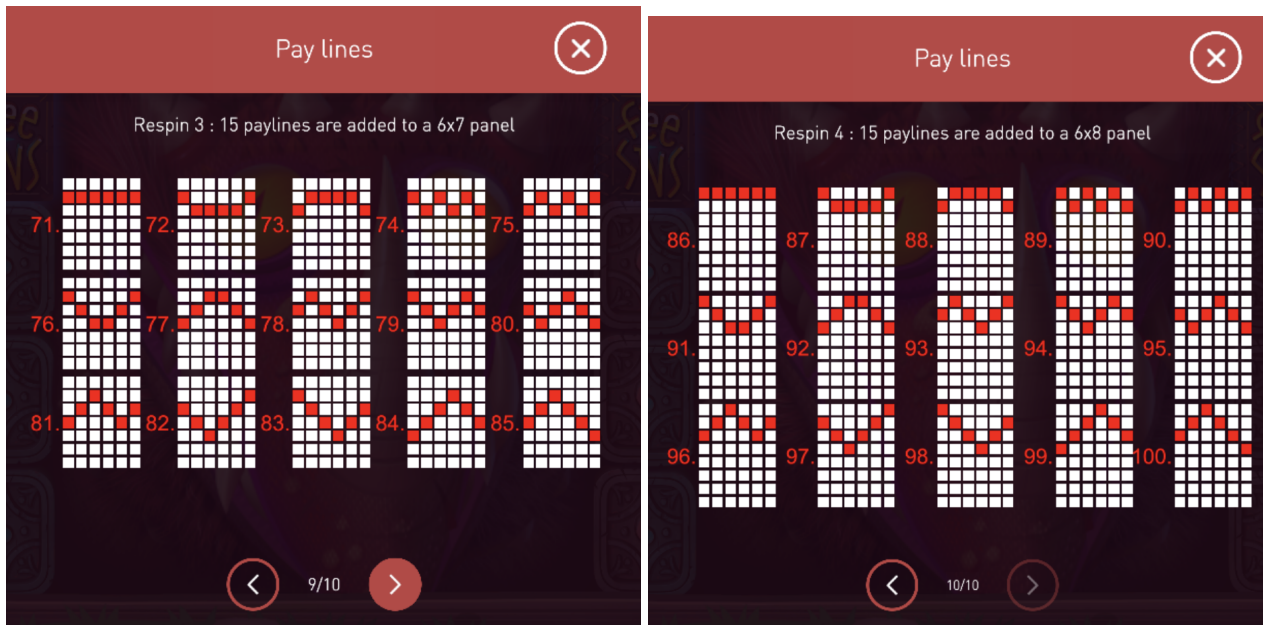 Pay lines
Respin 3 : 15 paylines are added to a 6x7 panel
71. 72. 73. 74. 75.
76. 77. 78. 79. 80.
81. 82. 83. 84. 85.
9/10
Pay lines
Respin 4 : 15 paylines are added to a 6x8 panel
86. 87. 88. 89. 90.
91. 92. 93. 94. 95.
96. 97. 98. 99. 100.
10/10